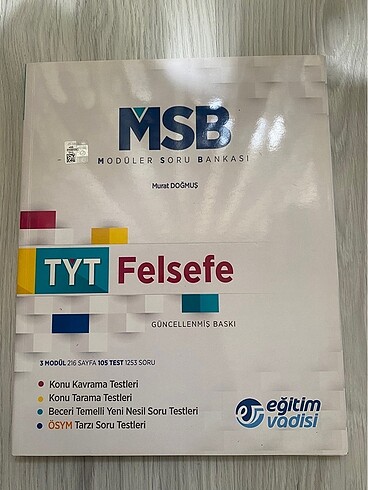 MSB
MODÜLER SORU BANKASI
Murat DOĞMUŞ
TYT Felsefe
GÜNCELLENMİŞ BASKI
3 MODÜL 216 SAYFA 105 TEST 1253 SORU
Konu Kavrama Testleri
Konu Tarama Testleri
Beceri Temelli Yeni Nesil Soru Testleri
ÖSYM Tarzı Soru Testleri
eğitim
vadisi